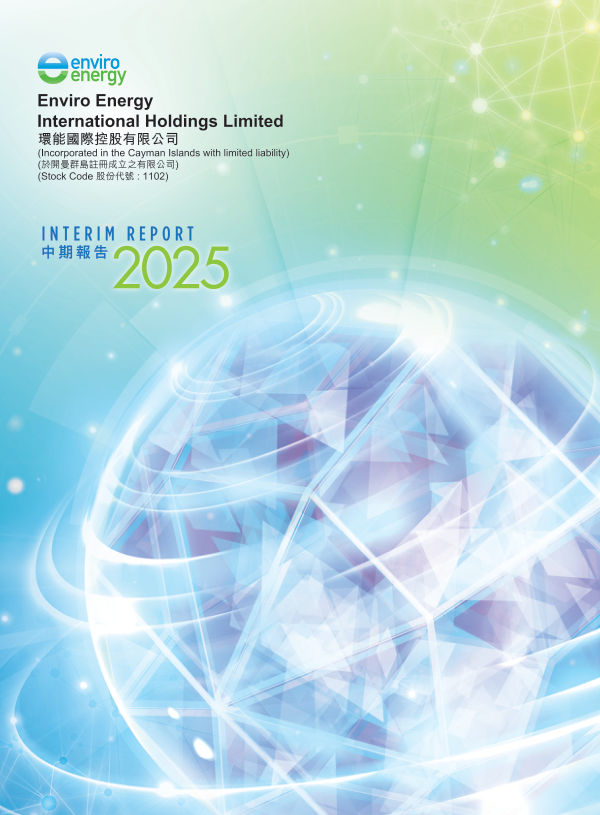 enviro
energy
Enviro Energy
International Holdings Limited
環能國際控股有限公司
(Incorporated in the Cayman Islands with limited liability)
(於開曼群島註冊成立之有限公司)
(Stock Code 股份代號 : 1102)
INTERIM REPORT
中期報告
2025